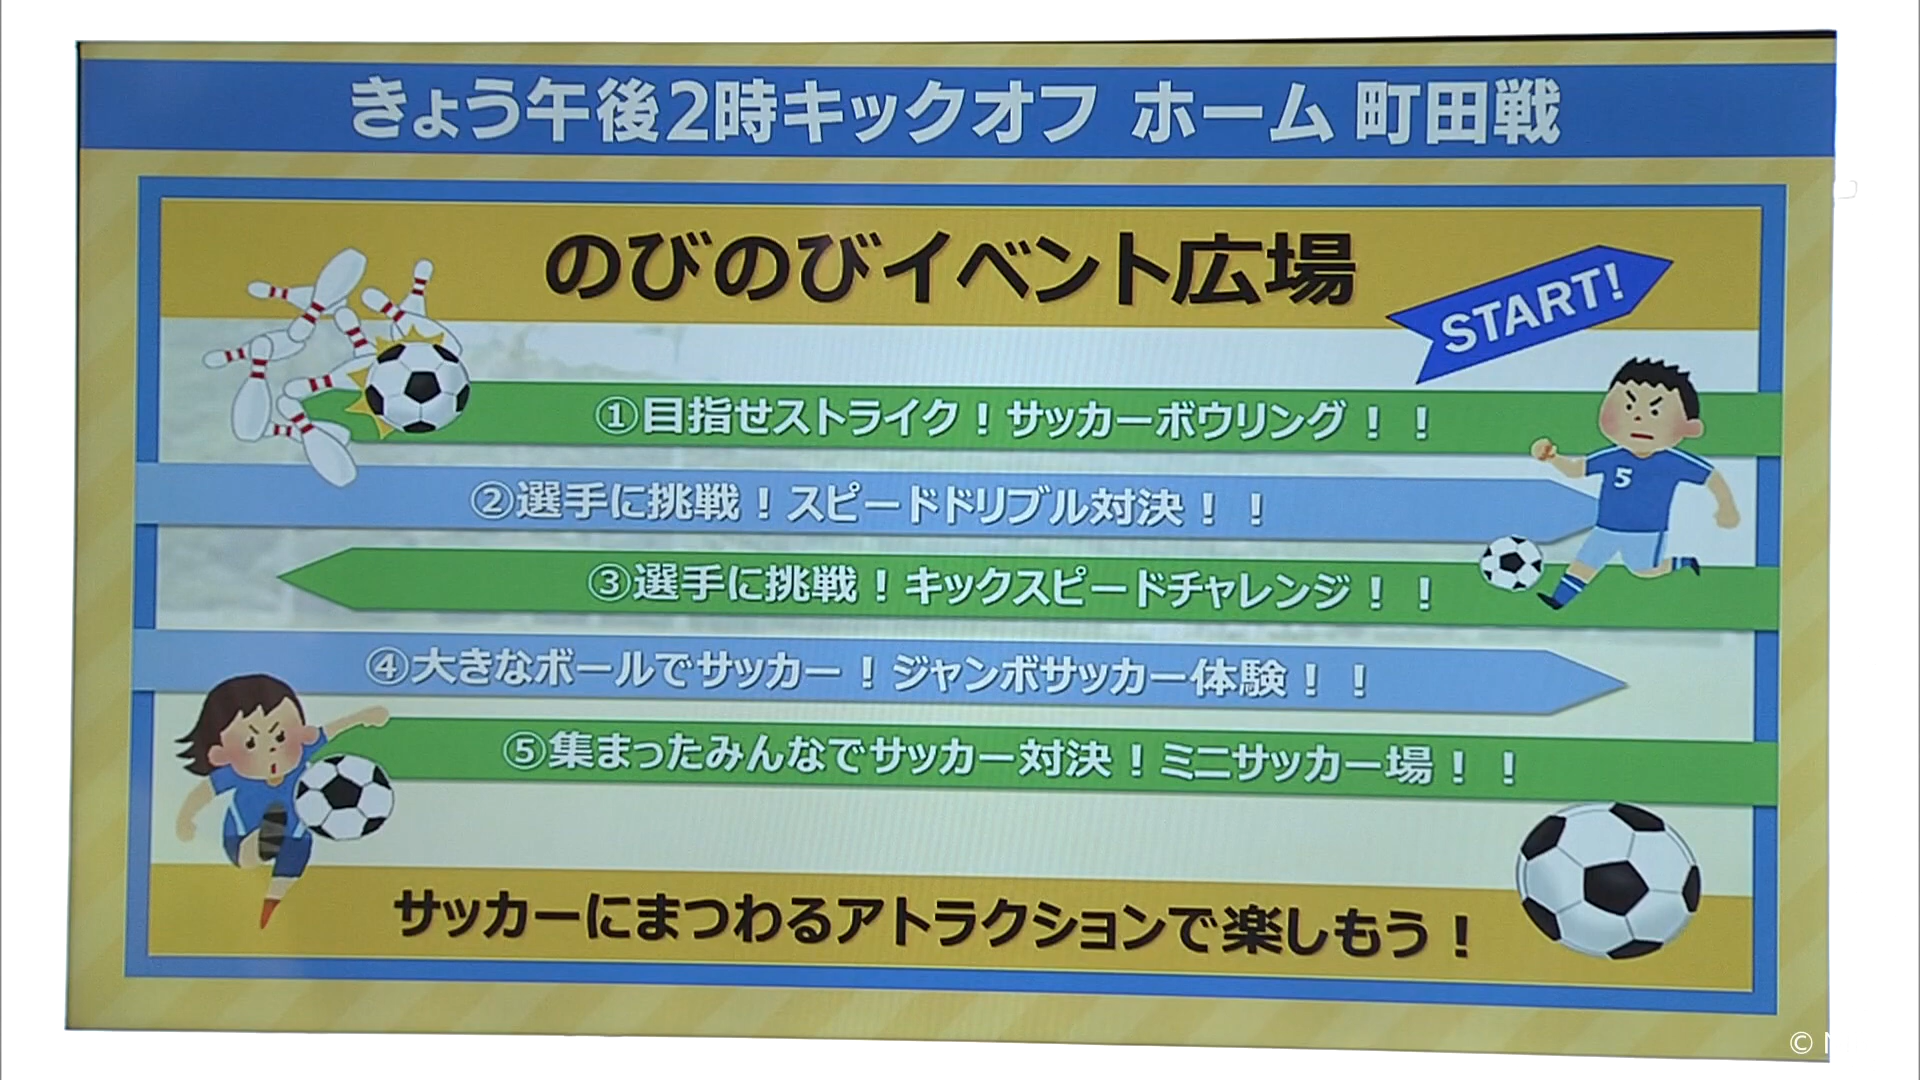 きょう午後2時キックオフ ホーム 町田戦
のびのびイベント広場
START!
①目指せストライク！サッカーボウリング！！
5
②選手に挑戦！スピードドリブル対決！！
③選手に挑戦！キックスピードチャレンジ！！
④大きなボールでサッカー！ジャンボサッカー体験！！
⑤集まったみんなでサッカー対決！ミニサッカー場！！
サッカーにまつわるアトラクションで楽しもう！
©